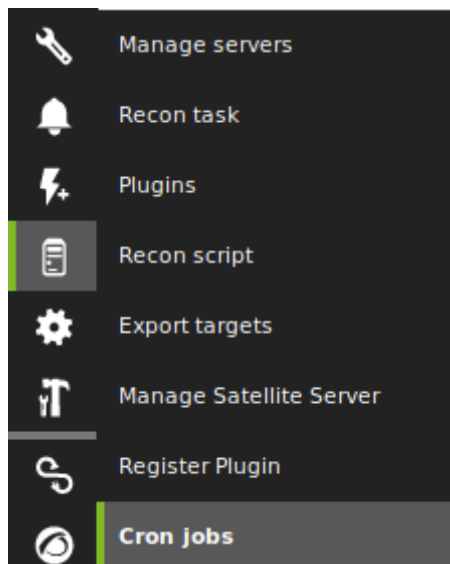 Manage servers
Recon task
Plugins
Recon script
Export targets
Manage Satellite Server
Register Plugin
Cron jobs